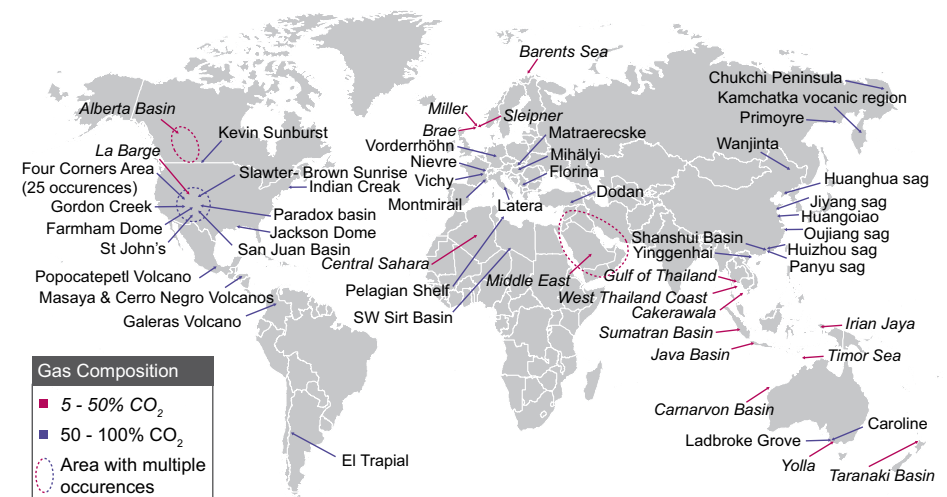 Barents Sea
Chukchi Peninsula
Kamchatka vocanic region
Primoyre
Alberta Basin
Miller
Sleipner
Brae
Kevin Sunburst
Matraerecske
Wanjinta
La Barge
Vorderrhöhn
Mihályi
Four Corners Area
(25 occurences)
Slawter- Brown Sunrise
Nievre
Florina
Huanghua sag
Indian Creak
Vichy
Dodan
Jiyang sag
Gordon Creek
Paradox basin
Montmirail
Latera
Huangoiao
Farmham Dome
Jackson Dome
Oujiang sag
St John's
San Juan Basin
Shanshui Basin
Huizhou sag
Yinggenhai
Panyu sag
Central Sahara
Popocatepetl Volcano
Middle East
Gulf of Thailand
Masaya & Cerro Negro Volcanos
Pelagian Shelf
West Thailand Coast
Galeras Volcano
SW Sirt Basin
Cakerawala
Sumatran Basin
Irian Jaya
Java Basin
Timor Sea
Gas Composition
5 - 50% CO₂
50 - 100% CO₂
Area with multiple
occurences
El Trapial
Carnarvon Basin
Caroline
Ladbroke Grove
Yolla
Taranaki Basin